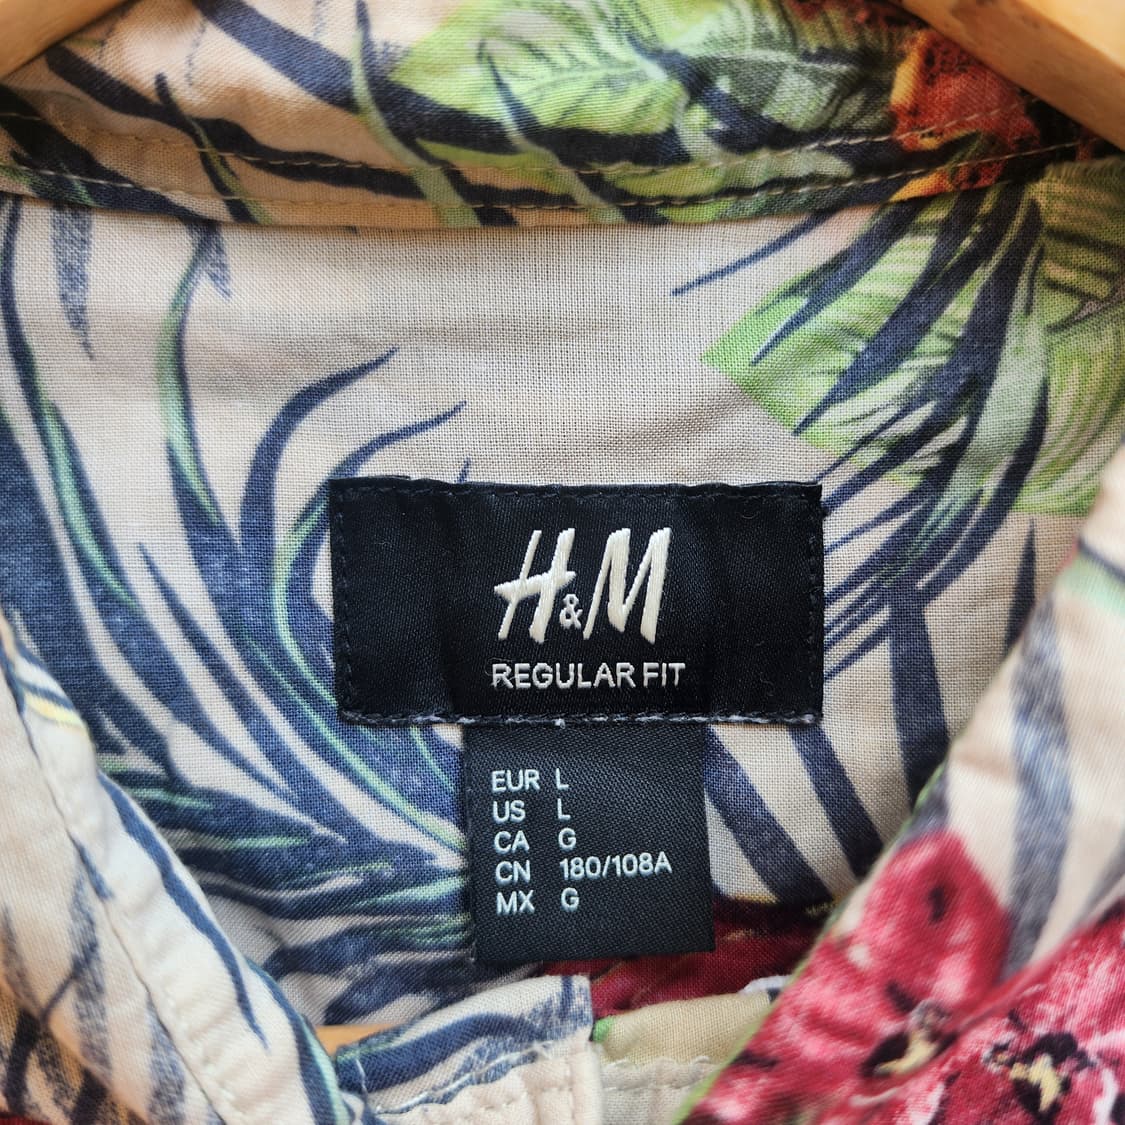 H&M
REGULAR FIT
EUR L
US L
CA G
CN 180/108A
MX G